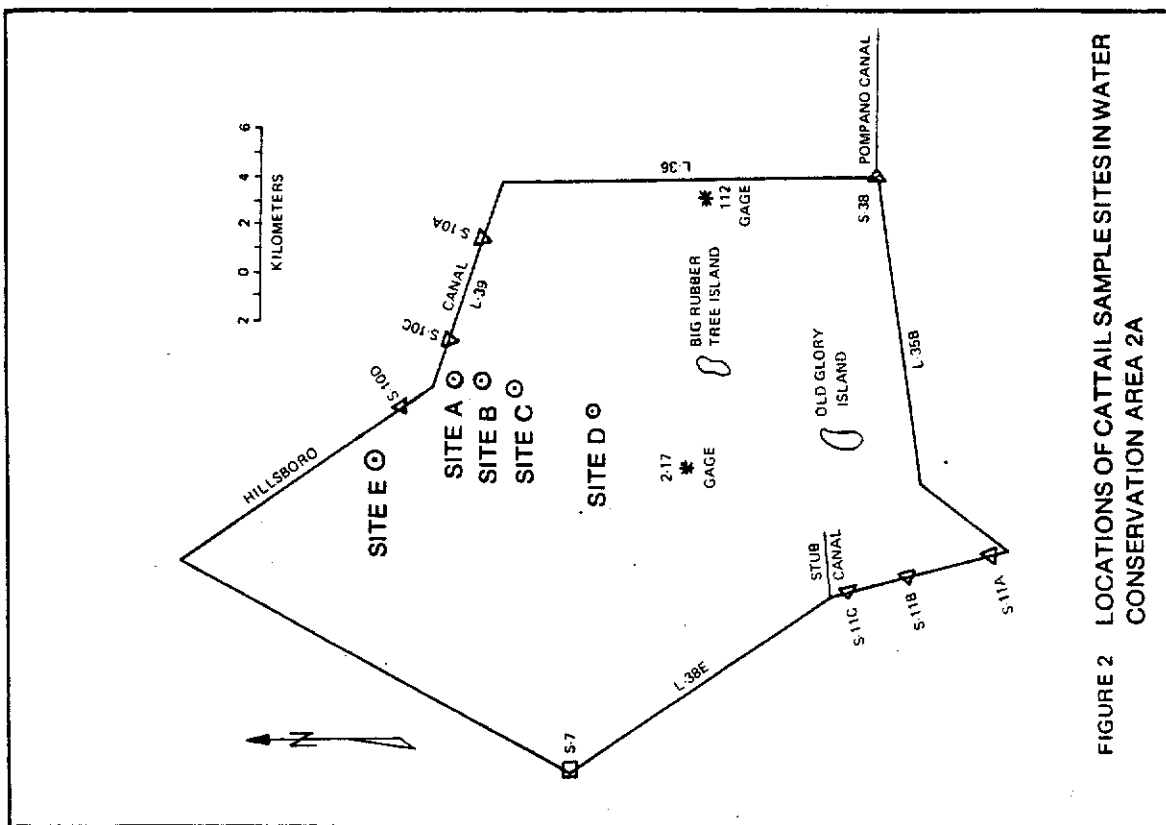 2 0 2 4 6
KILOMETERS
HILLSBORO
CANAL
L-39
S-10D
S-10C
S-10A
SITE E
SITE A
SITE B
SITE C
SITE D
L-36
N
S-7
2-17
GAGE
BIG RUBBER
TREE ISLAND
112
GAGE
L-38E
STUB
CANAL
OLD GLORY
ISLAND
S-38
POMPANO CANAL
S-11C
S-11B
S-11A
L-35B
FIGURE 2 LOCATIONS OF CATTAIL SAMPLE SITES IN WATER
CONSERVATION AREA 2A